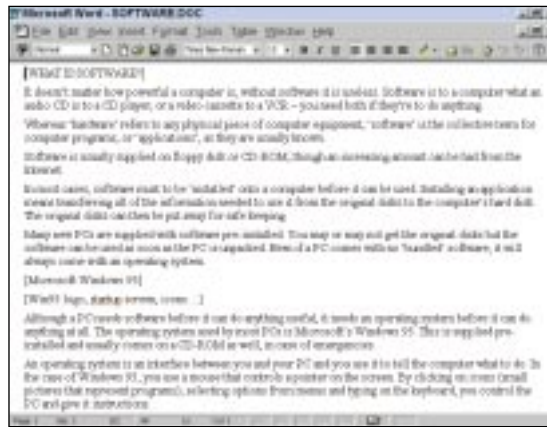 Microsoft Word - SOFTWARE.DOC
File Edit View Insert Format Tools Table Window Help
[WHAT IS SOFTWARE?]
It doesn't matter how powerful a computer is, without software it is useless. Software is to a computer what an
audio CD is to a CD player, or a video cassette to a VCR – you need both if they're to do anything.
Whereas 'hardware' refers to any physical piece of computer equipment, 'software' is the collective term for
computer programs, or 'applications', as they are usually known.
Software is usually supplied on floppy disk or CD-ROM, though an increasing amount can be had from the
Internet.
In most cases, software must to be 'installed' onto a computer before it can be used. Installing an application
means transferring all of the information needed to use it from the original disks to the computer's hard disk.
The original disks can then be put away for safe keeping.
Many new PCs are supplied with software pre-installed. You may or may not get the original disks but the
software can be used as soon as the PC is unpacked. Even if a PC comes with no 'bundled' software, it will
always come with an operating system.
[Microsoft Windows 95]
[Win95 logo, startup screen, icons...]
Although a PC needs software before it can do anything useful, it needs an operating system before it can do
anything at all. The operating system used by most PCs is Microsoft's Windows 95. This is supplied pre-
installed and usually comes on a CD-ROM as well, in case of emergencies.
An operating system is an interface between you and your PC and you use it to tell the computer what to do. In
the case of Windows 95, you use a mouse that controls a pointer on the screen. By clicking on icons (small
pictures that represent programs), selecting options from menus and typing on the keyboard, you control the
PC and give it instructions.